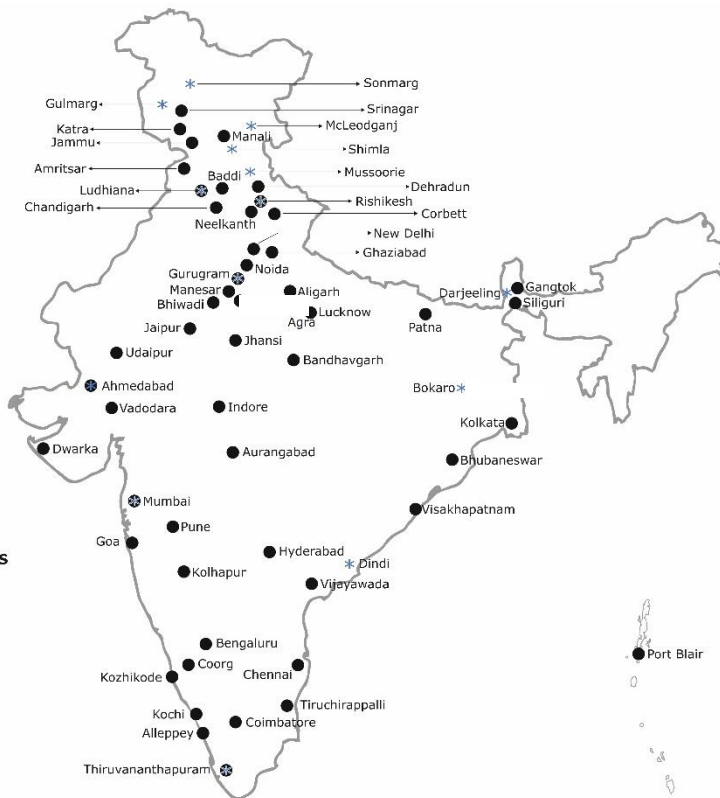 Sonmarg
Gulmarg
Srinagar
McLeodganj
Katra
Manali
Jammu
Shimla
Amritsar
Baddi
Mussoorie
Ludhiana
Dehradun
Rishikesh
Chandigarh
Corbett
Neelkanth
New Delhi
Ghaziabad
Noida
Gurugram
Manesar
Aligarh
Darjeeling
Gangtok
Bhiwadi
Siliguri
Lucknow
Agra
Patna
Jaipur
Jhansi
Udaipur
Bandhavgarh
Ahmedabad
Bokaro
Vadodara
Indore
Kolkata
Dwarka
Aurangabad
Bhubaneswar
Mumbai
Visakhapatnam
Pune
Goa
Hyderabad
s
Dindi
Kolhapur
Vijayawada
Bengaluru
Port Blair
Coorg
Chennai
Kozhikode
Tiruchirappalli
Kochi
Coimbatore
Alleppey
Thiruvananthapuram